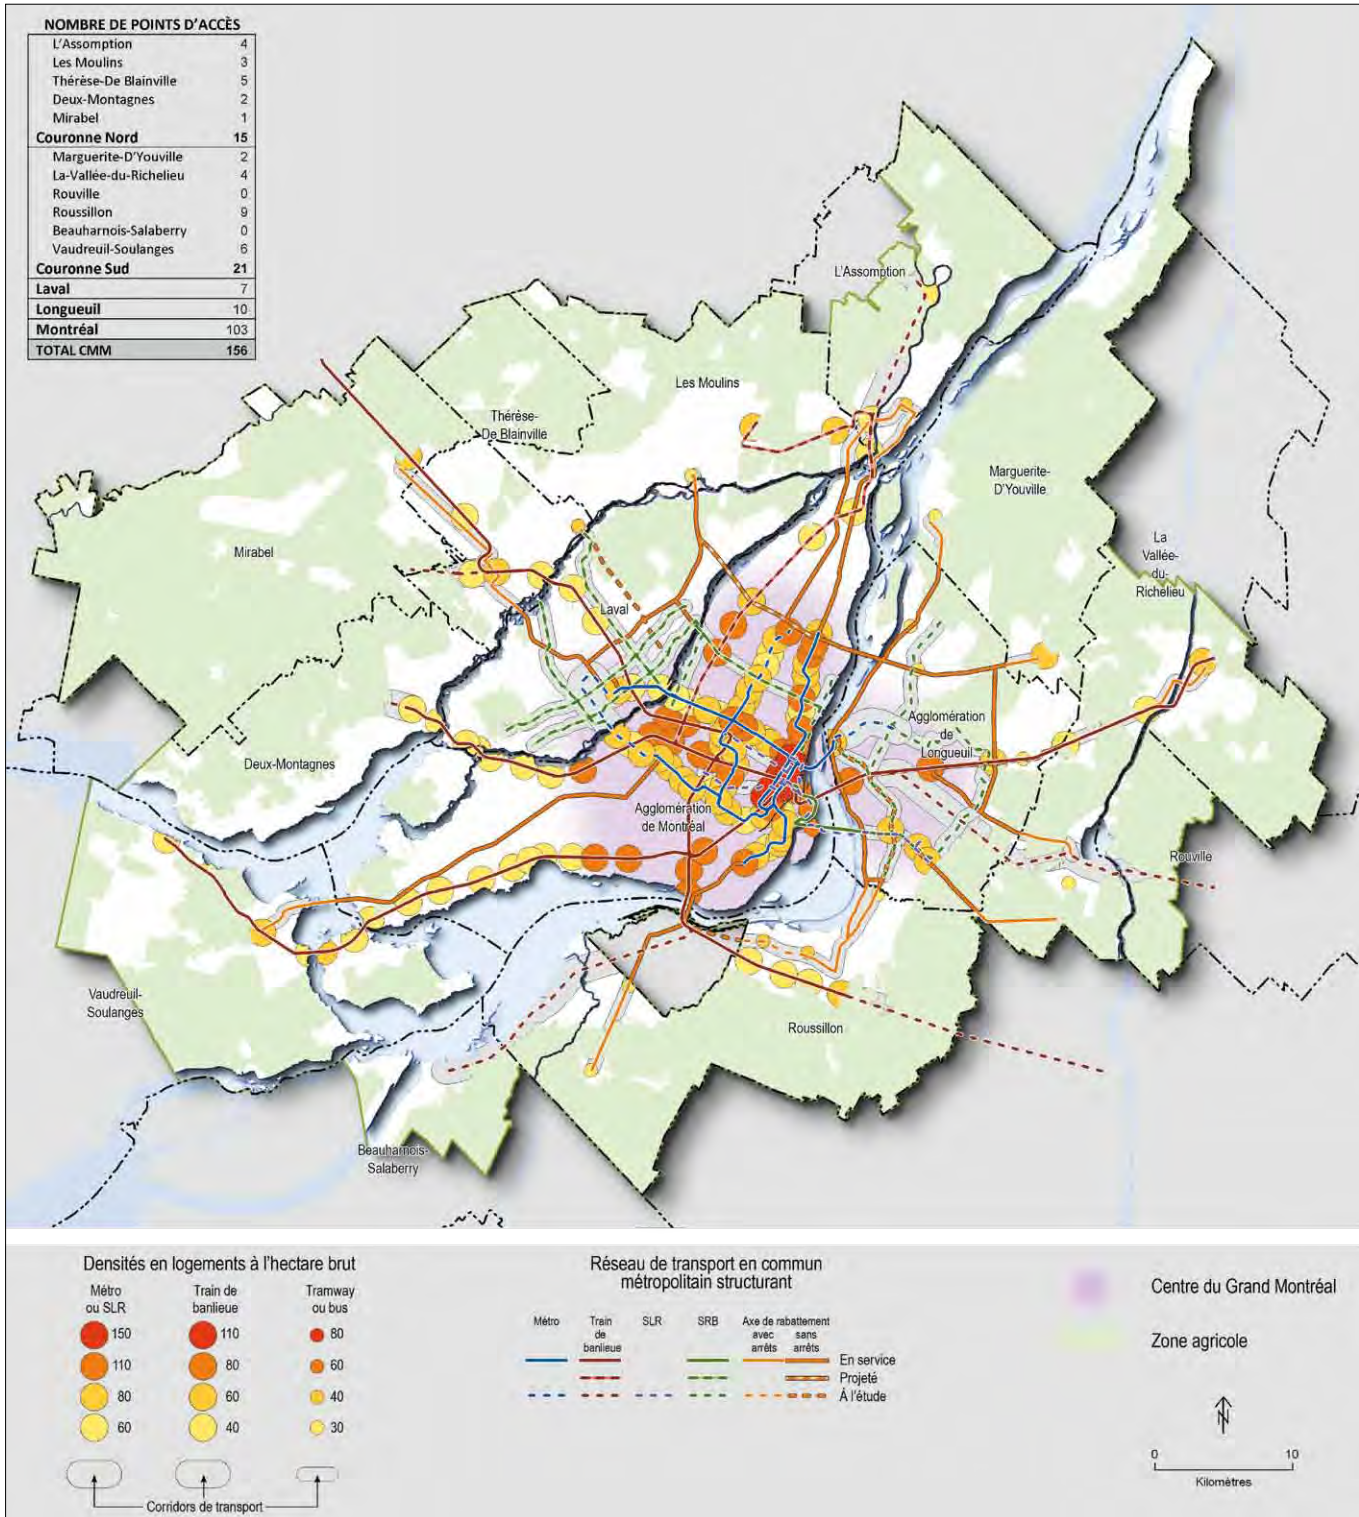 NOMBRE DE POINTS D'ACCÈS
L'Assomption 4
Les Moulins 3
Thérèse-De Blainville 5
Deux-Montagnes 2
Mirabel 1
Couronne Nord 15
Marguerite-D'Youville 2
La-Vallée-du-Richelieu 4
Rouville 0
Roussillon 9
Beauharnois-Salaberry 0
Vaudreuil-Soulanges 6
Couronne Sud 21
Laval 7
Longueuil 10
Montréal 103
TOTAL CMM 156
L'Assomption
Les Moulins
Thérèse-
De Blainville
Marguerite-
D'Youville
Mirabel
La
Vallée-
du-
Richelieu
Laval
Deux-Montagnes
Agglomération
de
Longueuil
Agglomération
de Montréal
Rouville
Vaudreuil-
Soulanges
Roussillon
Beauharnois-
Salaberry
Densités en logements à l'hectare brut
Métro
ou SLR
Train de
banlieue
Tramway
ou bus
150 110 80
110 80 60
80 60 40
60 40 30
Corridors de transport
Réseau de transport en commun
métropolitain structurant
Métro
Train
de
banlieue
SLR
SRB
Axe de rabattement
avec
arrêts
sans
arrêts
En service
Projeté
À l'étude
Centre du Grand Montréal
Zone agricole
N
0 10
Kilomètres